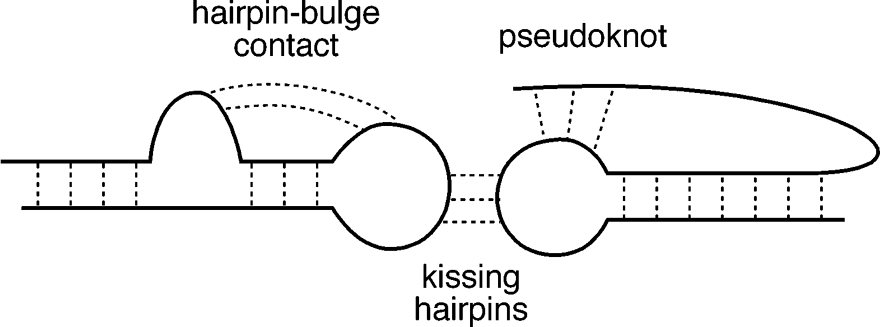 hairpin-bulge
contact
pseudoknot
kissing
hairpins